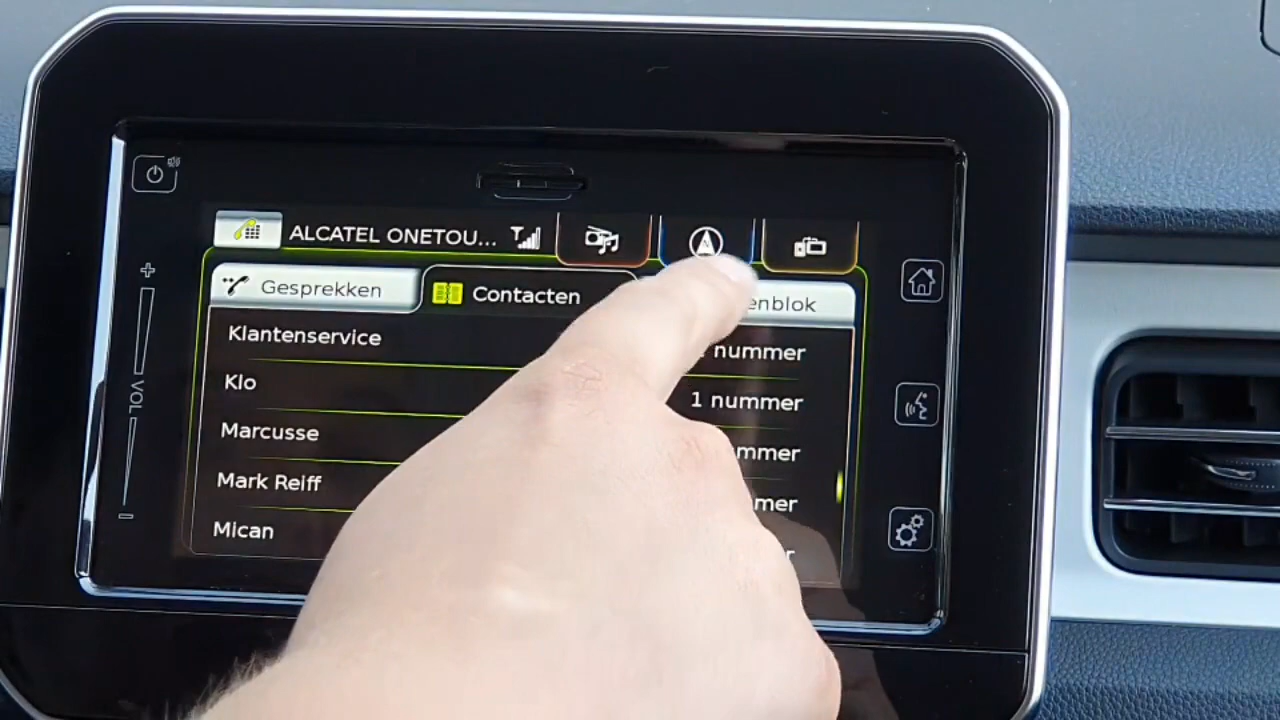 ALCATEL ONETOU...
Gesprekken
Contacten
enblok
Klantenservice
nummer
Klo
1 nummer
Marcusse
mmer
Mark Reiff
mer
Mican
r
+
VOL
-